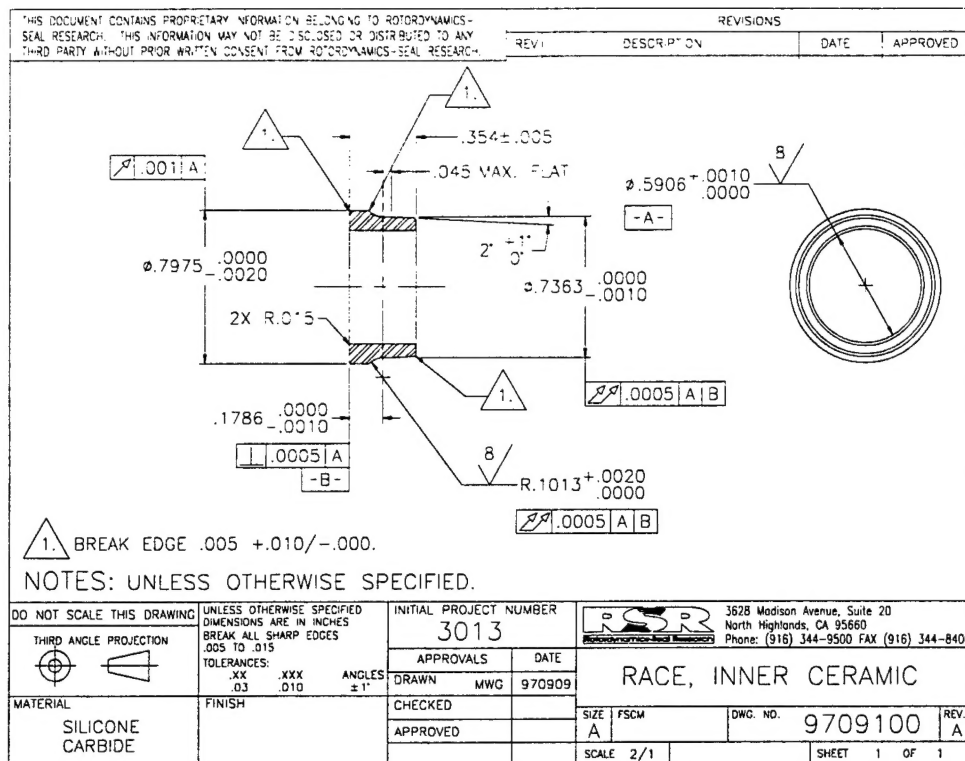 THIS DOCUMENT CONTAINS PROPRIETARY INFORMATION BELONGING TO ROTORDYNAMICS-
SEAL RESEARCH. THIS INFORMATION MAY NOT BE DISCLOSED OR DISTRIBUTED TO ANY
THIRD PARTY WITHOUT PRIOR WRITTEN CONSENT FROM ROTORDYNAMICS-SEAL RESEARCH.
REVISIONS
REV. DESCRIPTION DATE APPROVED
1.
1.
.354±.005
.001 A
.045 MAX. FLAT
8
ø.5906 +.0010 .0000
-A-
2° +1° 0°
ø.7975 .0000 -.0020
ø.7363 .0000 -.0010
2X R.015
1.
.0005 A B
.1786 .0000 -.0010
.0005 A
-B-
8
R.1013 +.0020 .0000
.0005 A B
1. BREAK EDGE .005 +.010/-.000.
NOTES: UNLESS OTHERWISE SPECIFIED.
DO NOT SCALE THIS DRAWING
THIRD ANGLE PROJECTION
MATERIAL
SILICONE
CARBIDE
UNLESS OTHERWISE SPECIFIED
DIMENSIONS ARE IN INCHES
BREAK ALL SHARP EDGES
.005 TO .015
TOLERANCES:
.XX .XXX ANGLES
.03 .010 ±1°
FINISH
INITIAL PROJECT NUMBER
3013
APPROVALS DATE
DRAWN MWG 970909
CHECKED
APPROVED
RSR
Rotordynamics-Seal Research
3628 Madison Avenue, Suite 20
North Highlands, CA 95660
Phone: (916) 344-9500 FAX (916) 344-840
RACE, INNER CERAMIC
SIZE A FSCM DWG. NO. 9709100 REV. A
SCALE 2/1 SHEET 1 OF 1